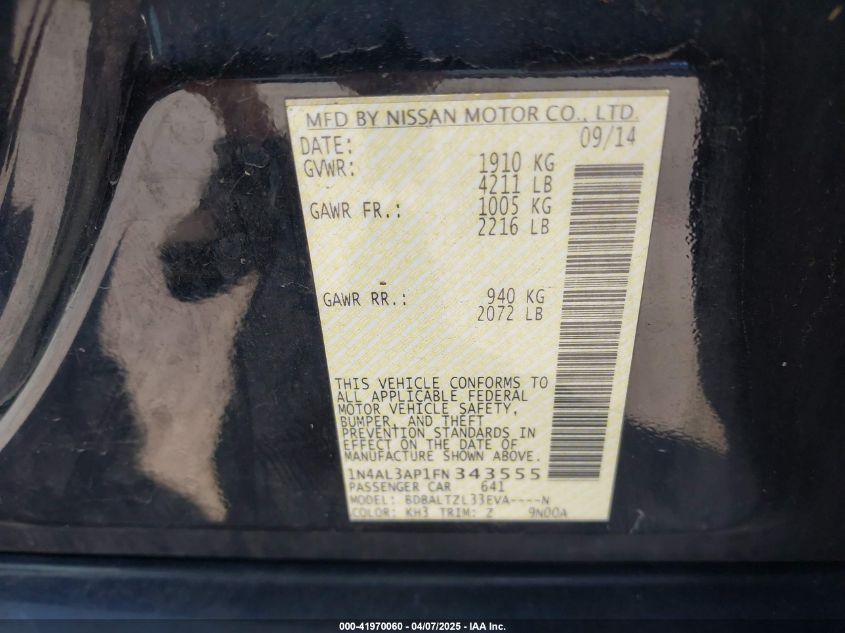 MFD BY NISSAN MOTOR CO., LTD.
DATE: 09/14
GVWR: 1910 KG
4211 LB
GAWR FR.: 1005 KG
2216 LB
GAWR RR.: 940 KG
2072 LB
THIS VEHICLE CONFORMS TO
ALL APPLICABLE FEDERAL
MOTOR VEHICLE SAFETY,
BUMPER, AND THEFT
PREVENTION STANDARDS IN
EFFECT ON THE DATE OF
MANUFACTURE SHOWN ABOVE.
1N4AL3AP1FN343555
PASSENGER CAR 641
MODEL: BDBALTZL33EVA----N
COLOR: KH3 TRIM: Z 9N00A
000-41970060 - 04/07/2025 - IAA Inc.